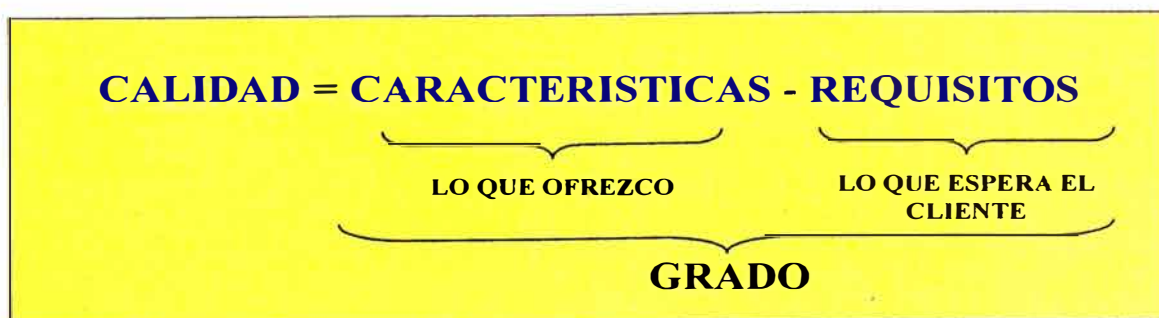 CALIDAD = CARACTERISTICAS - REQUISITOS
LO QUE OFREZCO
LO QUE ESPERA EL
CLIENTE
GRADO